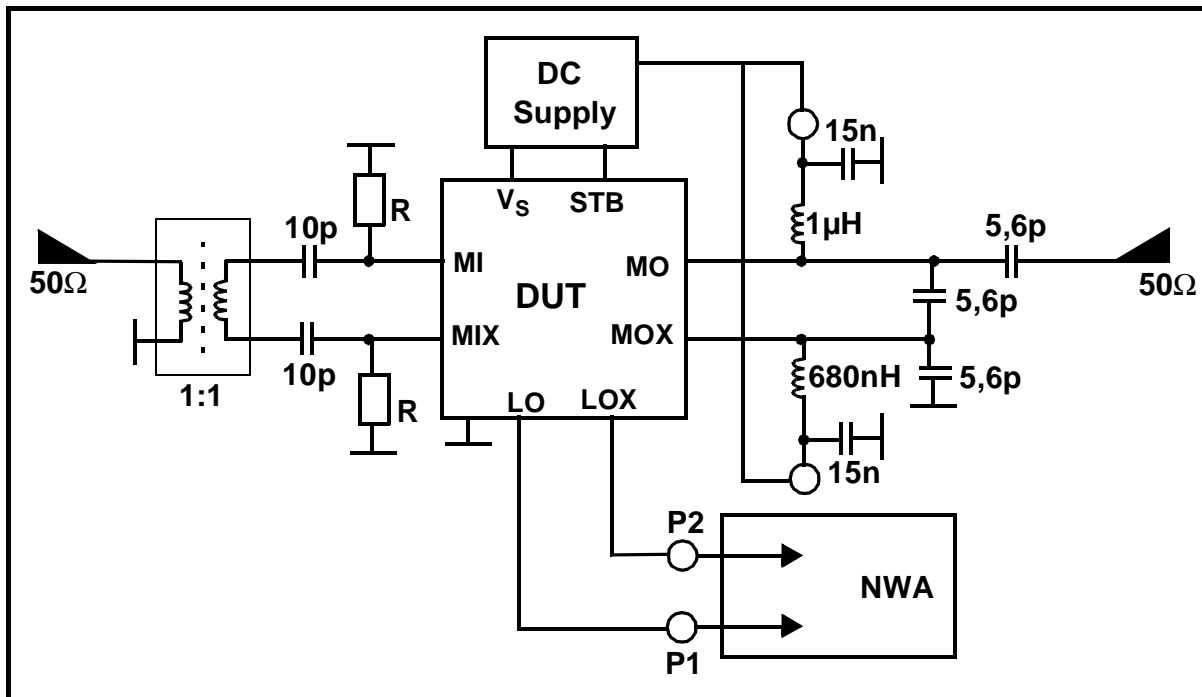 DC
Supply
15n
V_S
STB
R
1µH
10p
5,6p
MI
MO
50Ω
DUT
50Ω
5,6p
MIX
MOX
10p
680nH
5,6p
1:1
R
LO
LOX
15n
P2
NWA
P1